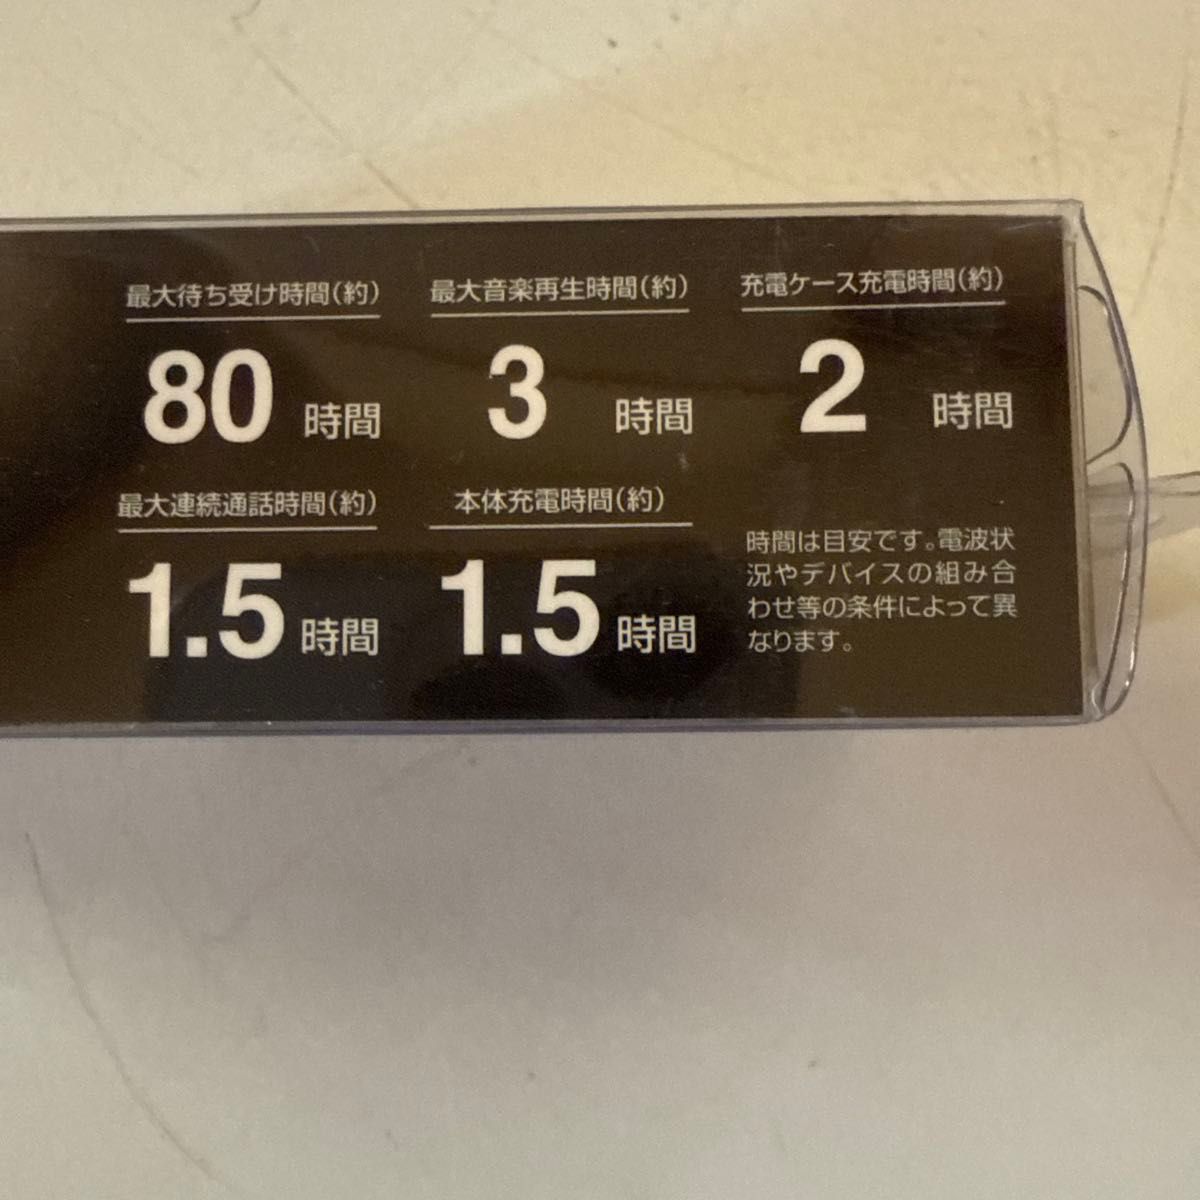 最大待ち受け時間(約)
80 時間
最大音楽再生時間(約)
3 時間
充電ケース充電時間(約)
2 時間
最大連続通話時間(約)
1.5 時間
本体充電時間(約)
1.5 時間
時間は目安です。電波状
況やデバイスの組み合
わせ等の条件によって異
なります。